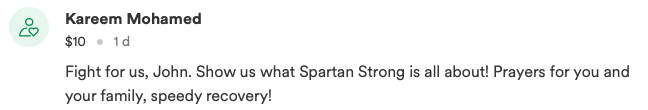 Kareem Mohamed
$10 • 1 d
Fight for us, John. Show us what Spartan Strong is all about! Prayers for you and
your family, speedy recovery!